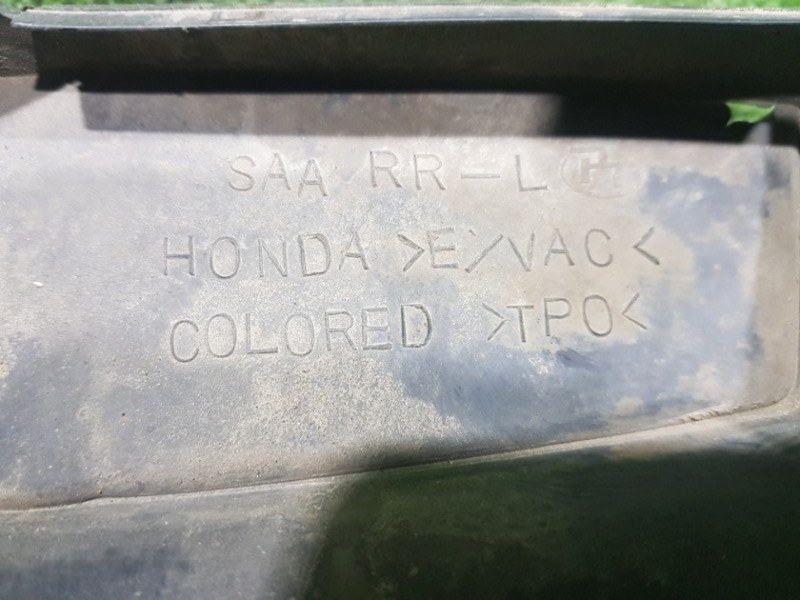 SAA RR-L
HONDA >E/VAC<
COLORED >TPO<